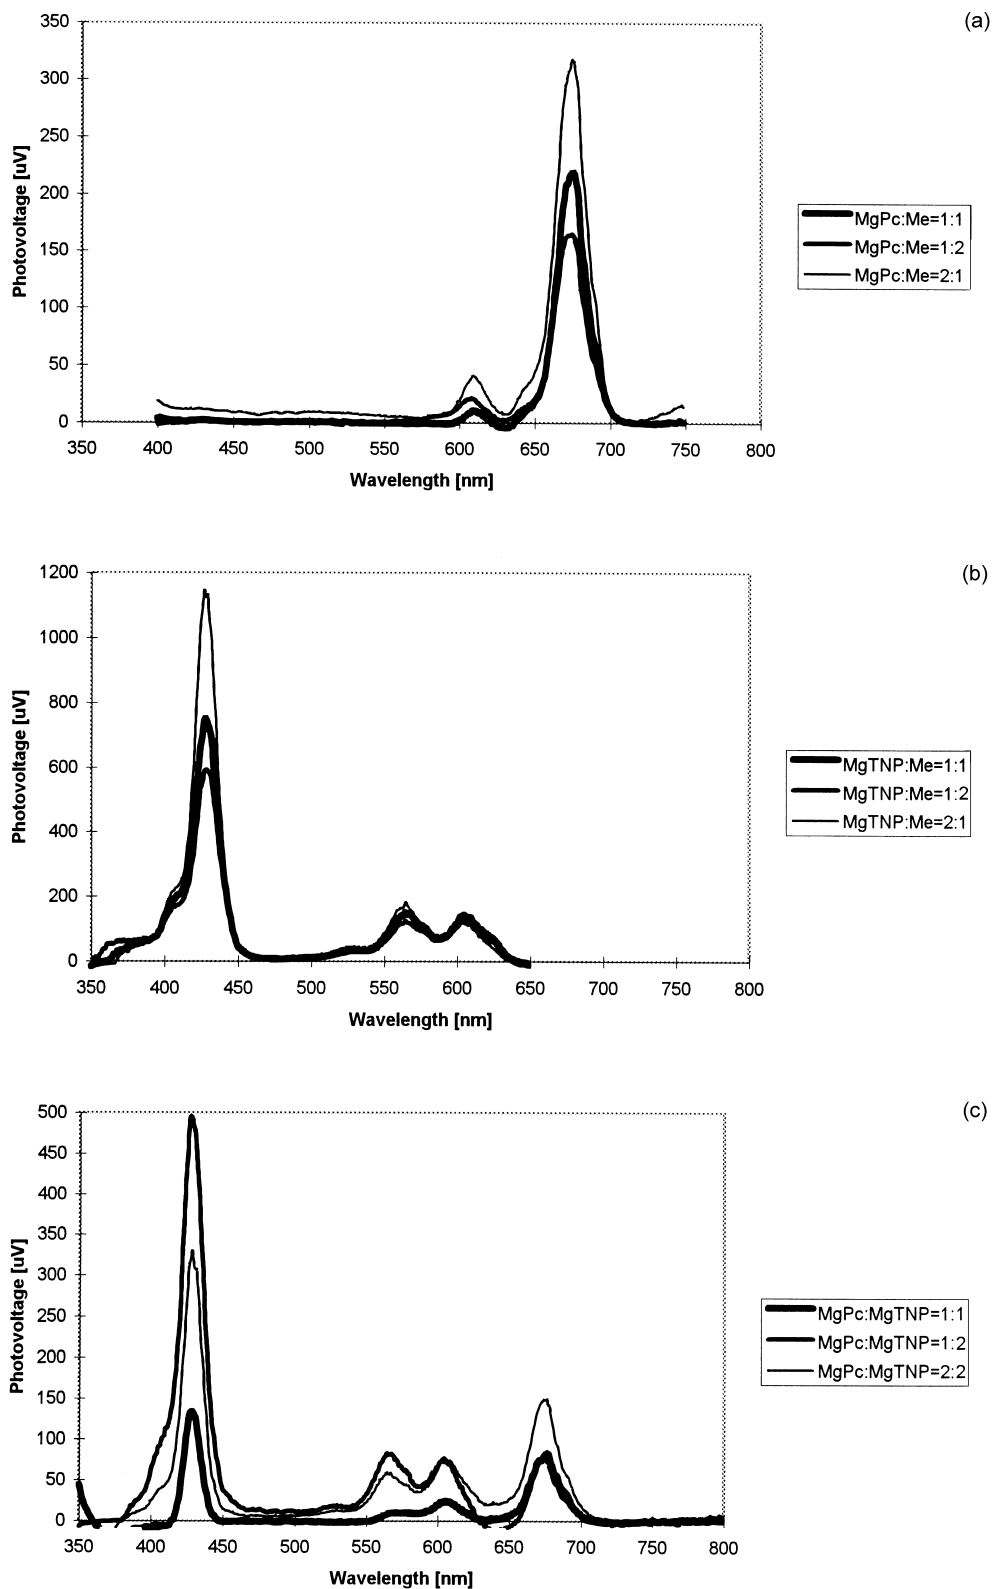 (a)
350
300
250
200
150
100
50
0
Photovoltage [uV]
350 400 450 500 550 600 650 700 750 800
Wavelength [nm]
MgPc:Me=1:1
MgPc:Me=1:2
MgPc:Me=2:1
(b)
1200
1000
800
600
400
200
0
Photovoltage [uV]
350 400 450 500 550 600 650 700 750 800
Wavelength [nm]
MgTNP:Me=1:1
MgTNP:Me=1:2
MgTNP:Me=2:1
(c)
500
450
400
350
300
250
200
150
100
50
0
Photovoltage [uV]
350 400 450 500 550 600 650 700 750 800
Wavelength [nm]
MgPc:MgTNP=1:1
MgPc:MgTNP=1:2
MgPc:MgTNP=2:2